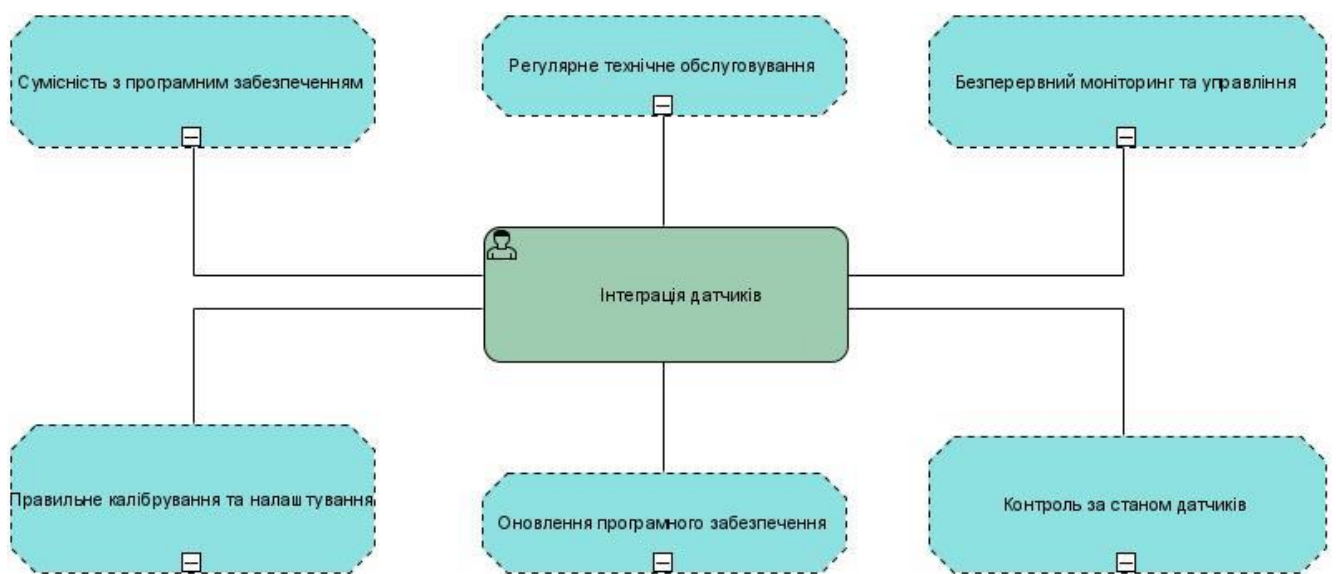 Сумісність з програмним забезпеченням
Регулярне технічне обслуговування
Безперервний моніторинг та управління
Інтеграція датчиків
Правильне калібрування та налаштування
Оновлення програмного забезпечення
Контроль за станом датчиків